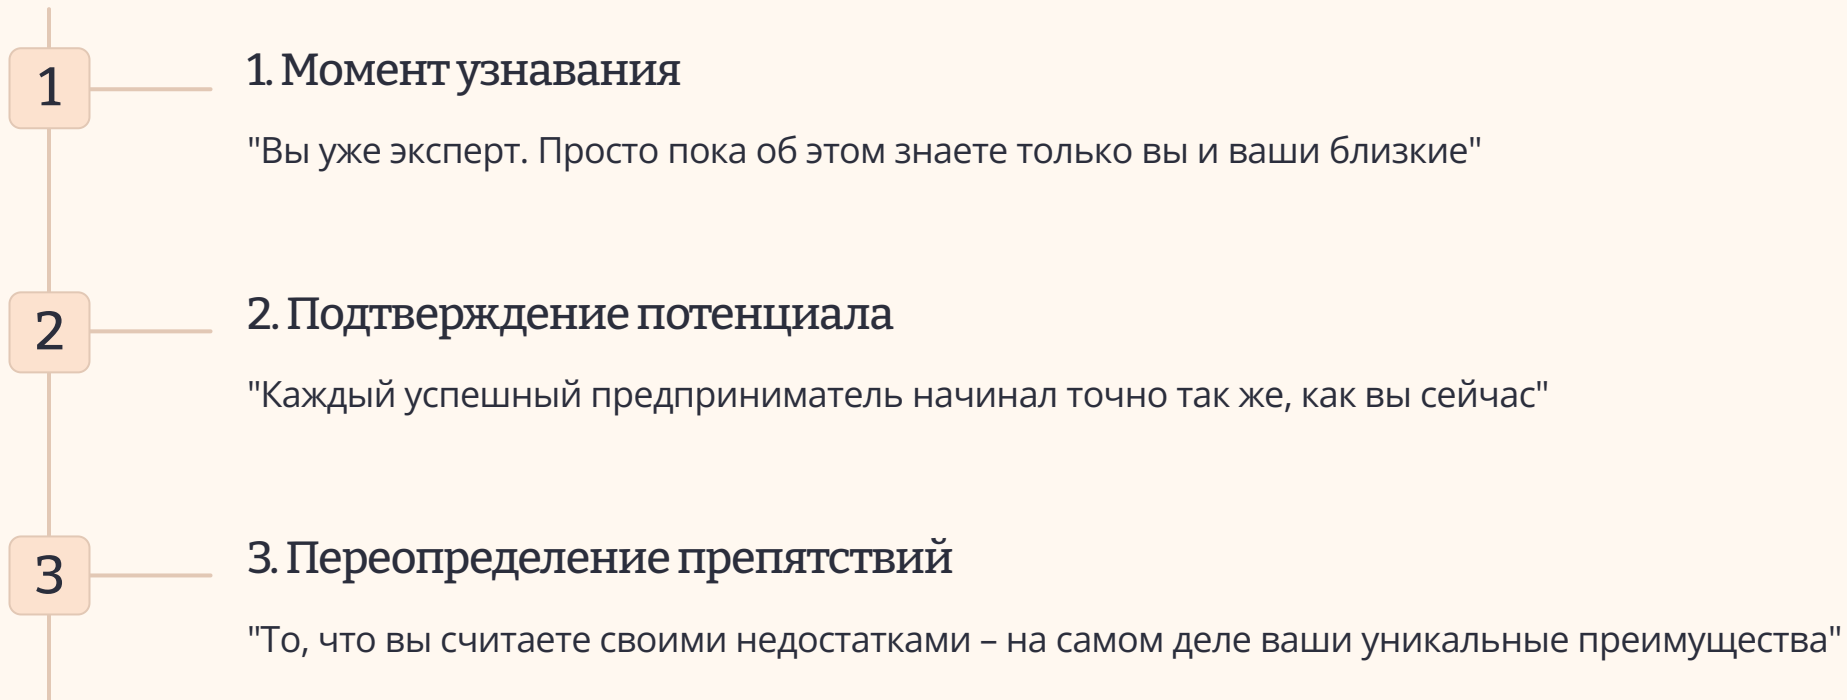 1
1. Момент узнавания
"Вы уже эксперт. Просто пока об этом знаете только вы и ваши близкие"
2
2. Подтверждение потенциала
"Каждый успешный предприниматель начинал точно так же, как вы сейчас"
3
3. Переопределение препятствий
"То, что вы считаете своими недостатками – на самом деле ваши уникальные преимущества"